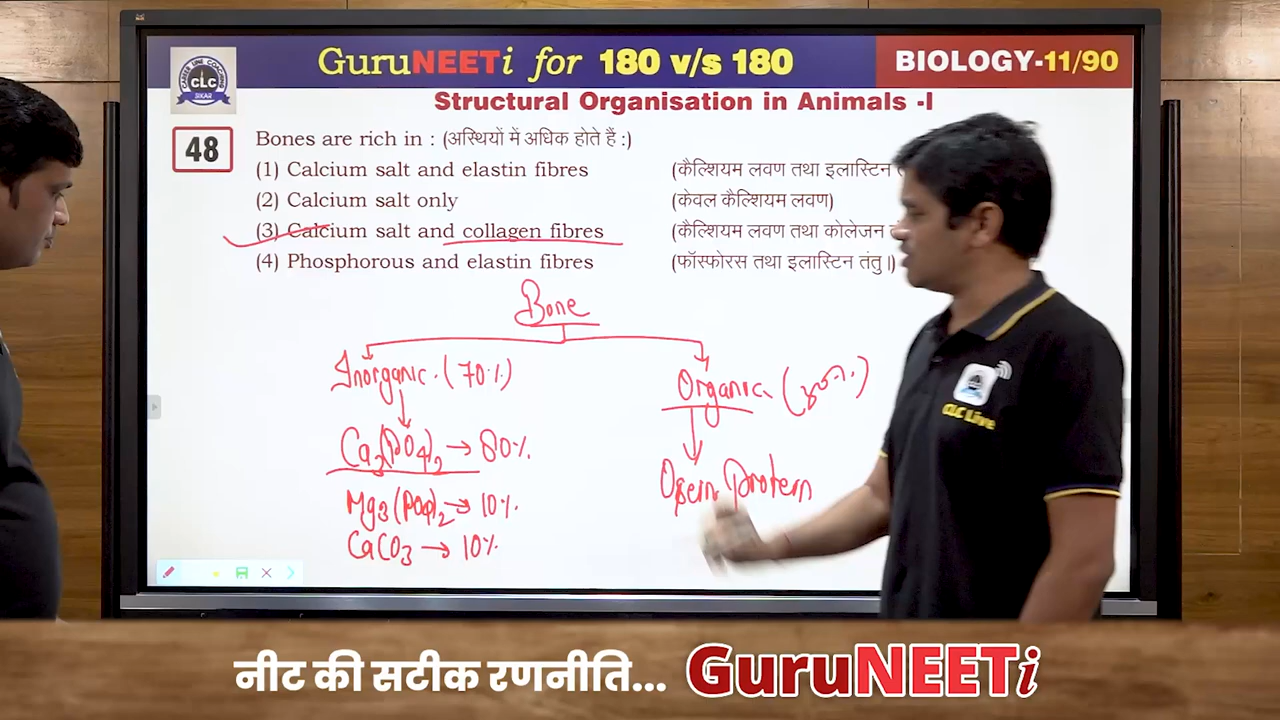 GuruNEETi for 180 v/s 180
BIOLOGY-11/90
CLC
SIKAR
Structural Organisation in Animals -I
48
Bones are rich in : (अस्थियों में अधिक होते हैं :)
(1) Calcium salt and elastin fibres (कैल्शियम लवण तथा इलास्टिन
(2) Calcium salt only (केवल कैल्शियम लवण)
(3) Calcium salt and collagen fibres (कैल्शियम लवण तथा कोलेजन
(4) Phosphorous and elastin fibres (फॉस्फोरस तथा इलास्टिन तंतु।)
Bone
Inorganic. (70%)
Organic
Ca3(PO4)2 → 80%
Mg3(PO4)2 → 10%
CaCO3 → 10%
Protein
CLC Live
नीट की सटीक रणनीति... GuruNEETi